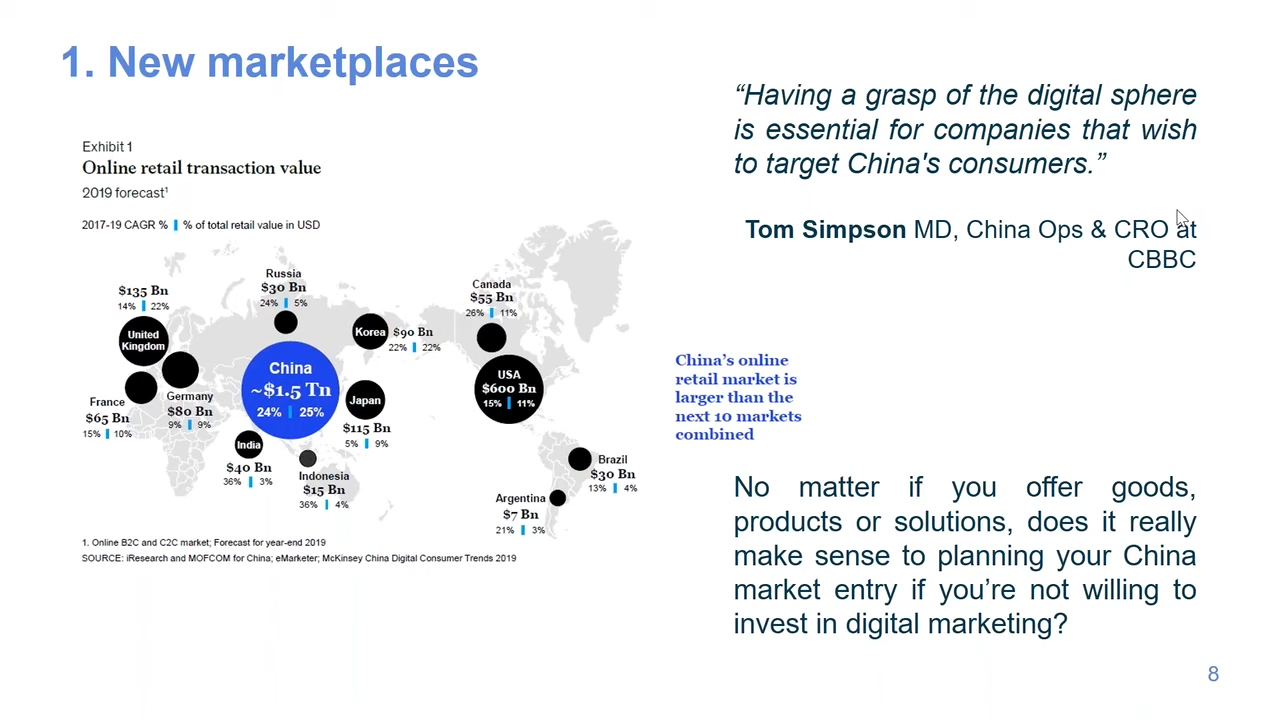 1. New marketplaces
Exhibit 1
Online retail transaction value
2019 forecast¹
2017-19 CAGR % | % of total retail value in USD
$135 Bn
14% | 22%
United
Kingdom
Russia
$30 Bn
24% | 5%
Korea
$90 Bn
22% | 22%
Canada
$55 Bn
26% | 11%
China
~$1.5 Tn
24% | 25%
USA
$600 Bn
15% | 11%
France
$65 Bn
15% | 10%
Germany
$80 Bn
9% | 9%
Japan
$115 Bn
5% | 9%
India
$40 Bn
36% | 3%
Indonesia
$15 Bn
36% | 4%
Brazil
$30 Bn
13% | 4%
Argentina
$7 Bn
21% | 3%
1. Online B2C and C2C market; Forecast for year-end 2019
SOURCE: iResearch and MOFCOM for China; eMarketer; McKinsey China Digital Consumer Trends 2019
China’s online
retail market is
larger than the
next 10 markets
combined
“Having a grasp of the digital sphere
is essential for companies that wish
to target China's consumers.”
Tom Simpson MD, China Ops & CRO at
CBBC
No matter if you offer goods,
products or solutions, does it really
make sense to planning your China
market entry if you’re not willing to
invest in digital marketing?
8